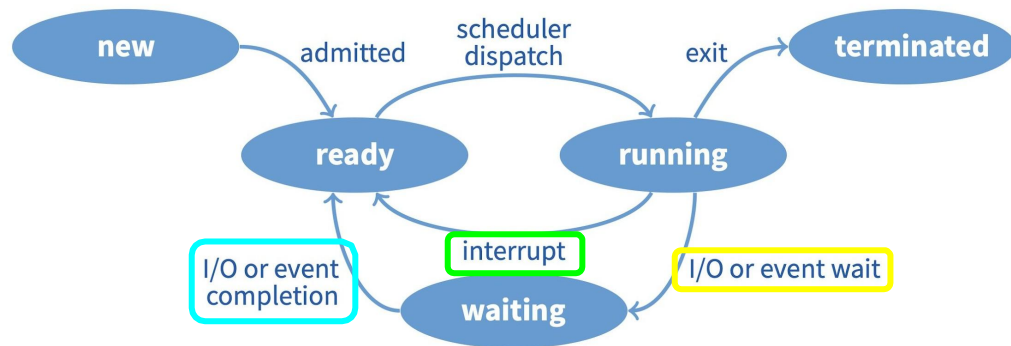 new
admitted
scheduler
dispatch
exit
terminated
ready
running
interrupt
I/O or event
completion
I/O or event wait
waiting